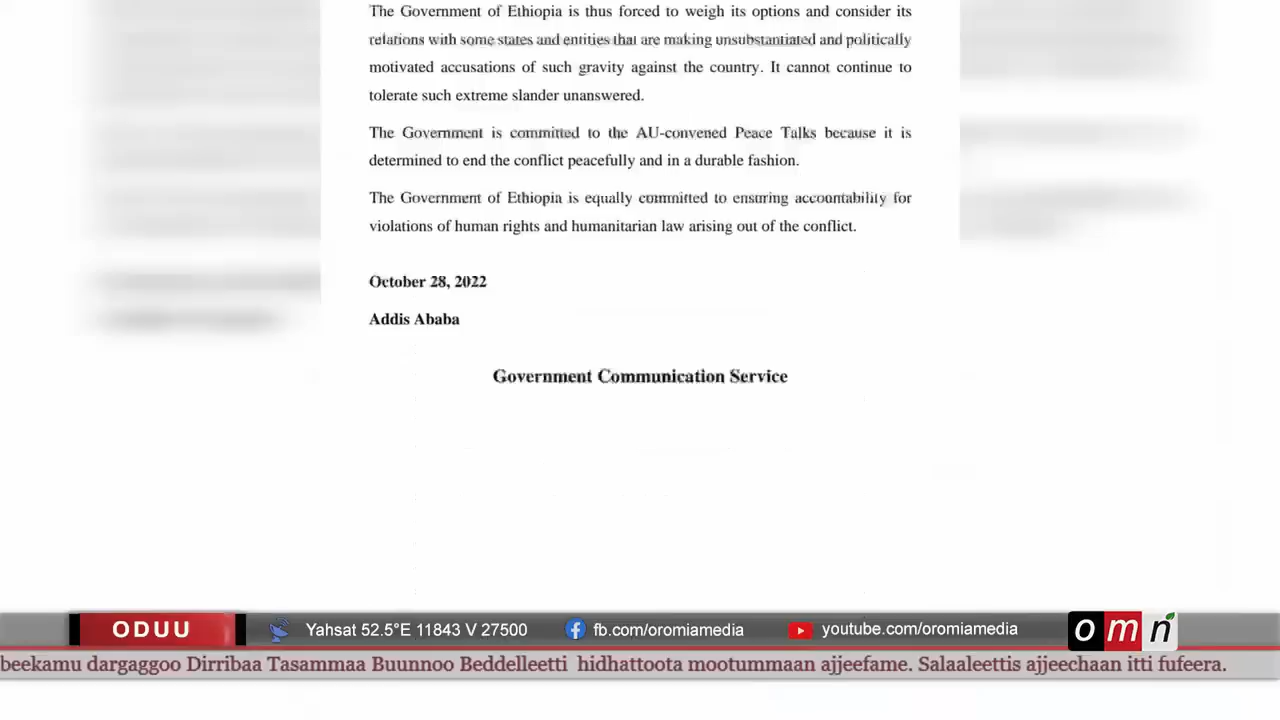 The Government of Ethiopia is thus forced to weigh its options and consider its
relations with some states and entities that are making unsubstantiated and politically
motivated accusations of such gravity against the country. It cannot continue to
tolerate such extreme slander unanswered.
The Government is committed to the AU-convened Peace Talks because it is
determined to end the conflict peacefully and in a durable fashion.
The Government of Ethiopia is equally committed to ensuring accountability for
violations of human rights and humanitarian law arising out of the conflict.
October 28, 2022
Addis Ababa
Government Communication Service
ODUU
Yahsat 52.5°E 11843 V 27500
fb.com/oromiamedia
youtube.com/oromiamedia
omn
beekamu dargaggoo Dirribaa Tasammaa Buunnoo Beddelleetti hidhattoota mootummaan ajjeefame. Salaaleettis ajjeechaan itti fufeera.